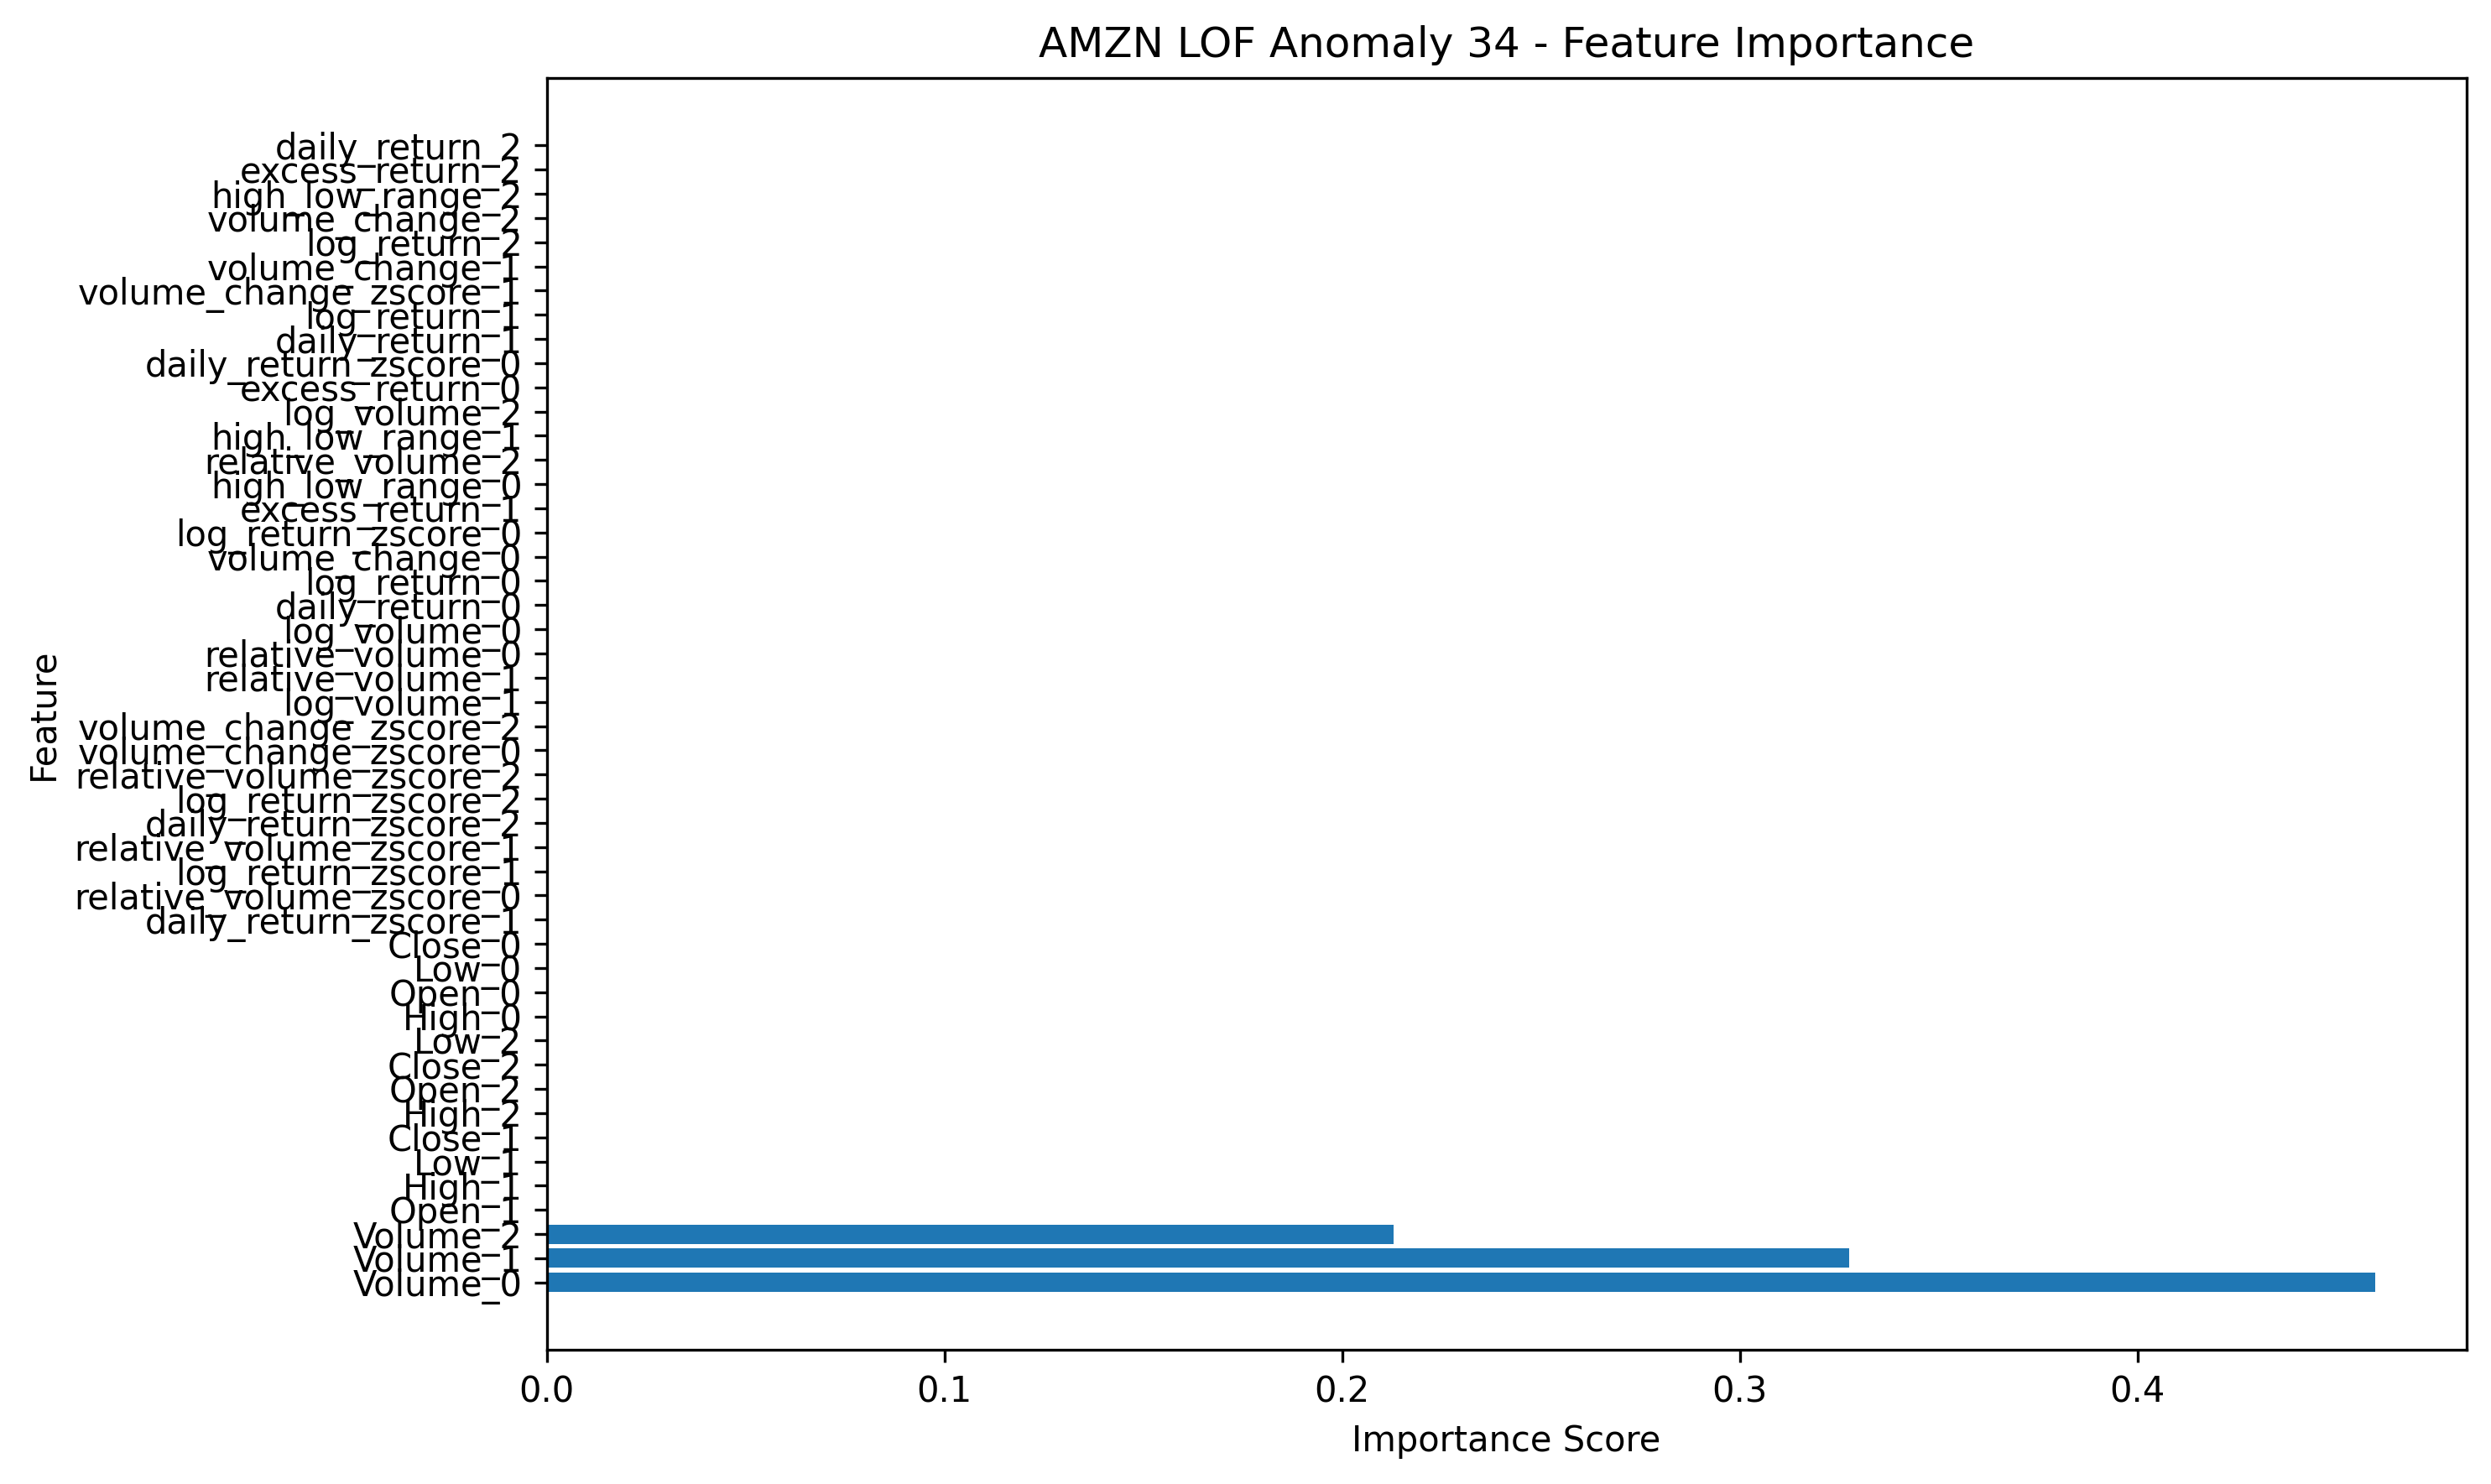 AMZN LOF Anomaly 34 - Feature Importance
daily_return_2
excess_return_2
high_low_range_2
volume_change_2
log_return_2
volume_change_1
volume_change_zscore_1
log_return_1
daily_return_1
daily_return_zscore_0
excess_return_0
log_volume_2
high_low_range_1
relative_volume_2
high_low_range_0
excess_return_1
log_return_zscore_0
volume_change_0
log_return_0
daily_return_0
log_volume_0
relative_volume_0
relative_volume_1
log_volume_1
volume_change_zscore_2
volume_change_zscore_0
relative_volume_zscore_2
log_return_zscore_2
daily_return_zscore_2
relative_volume_zscore_1
log_return_zscore_1
relative_volume_zscore_0
daily_return_zscore_1
Close_0
Low_0
Open_0
High_0
Low_2
Close_2
Open_2
High_2
Close_1
Low_1
High_1
Open_1
Volume_2
Volume_1
Volume_0
Feature
0.0 0.1 0.2 0.3 0.4
Importance Score